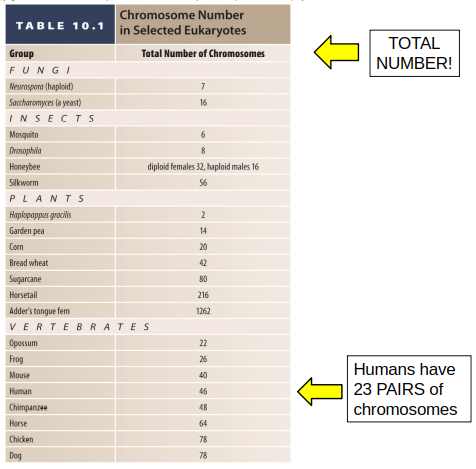 TABLE 10.1
Chromosome Number
in Selected Eukaryotes
Group Total Number of Chromosomes
FUNGI
Neurospora (haploid) 7
Saccharomyces (a yeast) 16
INSECTS
Mosquito 6
Drosophila 8
Honeybee diploid females 32, haploid males 16
Silkworm 56
PLANTS
Haplopappus gracilis 2
Garden pea 14
Corn 20
Bread wheat 42
Sugarcane 80
Horsetail 216
Adder's tongue fern 1262
VERTEBRATES
Opossum 22
Frog 26
Mouse 40
Human 46
Chimpanzee 48
Horse 64
Chicken 78
Dog 78
TOTAL
NUMBER!
Humans have
23 PAIRS of
chromosomes